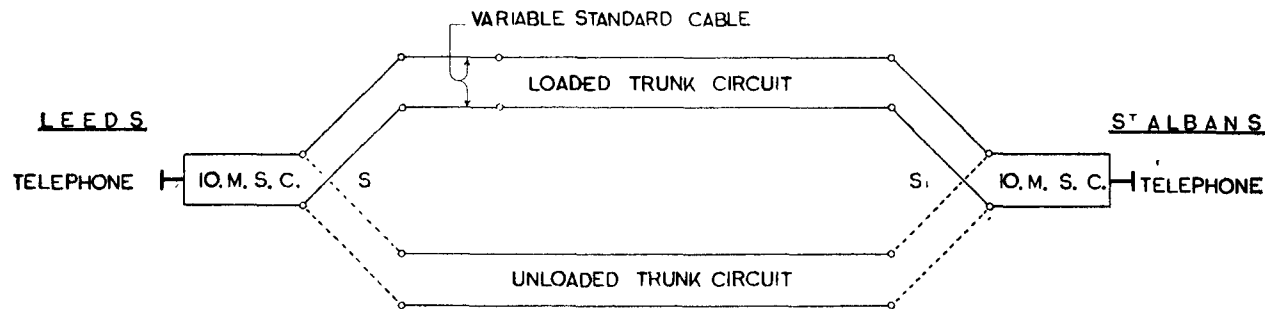 VARIABLE STANDARD CABLE
LOADED TRUNK CIRCUIT
LEEDS
Sᵀ ALBANS
TELEPHONE
10. M. S. C.
S
S₁
10. M. S. C.
TELEPHONE
UNLOADED TRUNK CIRCUIT